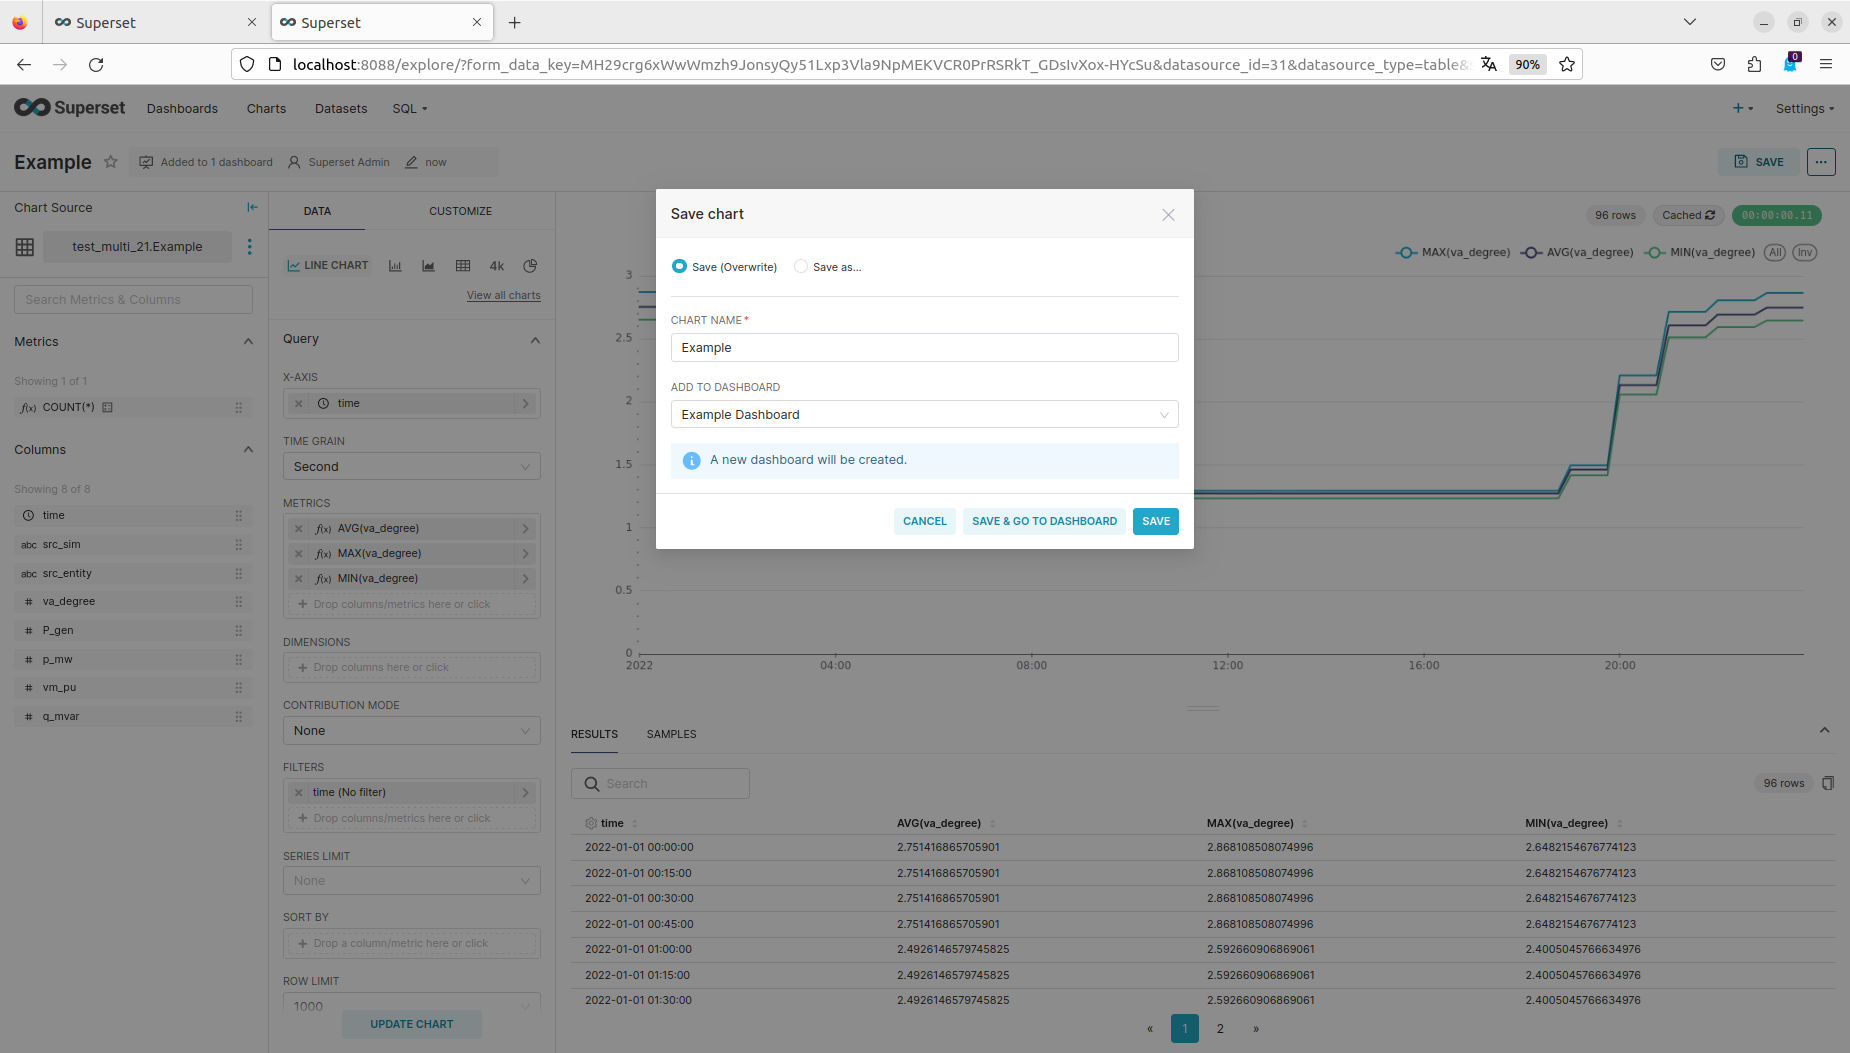 Superset
Superset
localhost:8088/explore/?form_data_key=MH29crg6xWwWmzh9JonsyQy51Lxp3Vla9NpMEKVCR0PrRSRkT_GDsIvXox-HYcSu&datasource_id=31&datasource_type=table&
90%
0
Superset
Dashboards
Charts
Datasets
SQL
Settings
Example
Added to 1 dashboard
Superset Admin
now
SAVE
Chart Source
test_multi_21.Example
Search Metrics & Columns
Metrics
Showing 1 of 1
f(x) COUNT(*)
Columns
Showing 8 of 8
time
abc src_sim
abc src_entity
# va_degree
# P_gen
# p_mw
# vm_pu
# q_mvar
DATA
CUSTOMIZE
LINE CHART
4k
View all charts
Query
X-AXIS
time
TIME GRAIN
Second
METRICS
f(x) AVG(va_degree)
f(x) MAX(va_degree)
f(x) MIN(va_degree)
Drop columns/metrics here or click
DIMENSIONS
Drop columns here or click
CONTRIBUTION MODE
None
FILTERS
time (No filter)
Drop columns/metrics here or click
SERIES LIMIT
None
SORT BY
Drop a column/metric here or click
ROW LIMIT
1000
UPDATE CHART
Save chart
Save (Overwrite)
Save as...
CHART NAME *
Example
ADD TO DASHBOARD
Example Dashboard
A new dashboard will be created.
CANCEL
SAVE & GO TO DASHBOARD
SAVE
96 rows
Cached
00:00:00.11
MAX(va_degree)
AVG(va_degree)
MIN(va_degree)
All
Inv
3
2.5
2
1.5
1
0.5
0
2022
04:00
08:00
12:00
16:00
20:00
RESULTS
SAMPLES
Search
96 rows
time AVG(va_degree) MAX(va_degree) MIN(va_degree)
2022-01-01 00:00:00 2.751416865705901 2.868108508074996 2.6482154676774123
2022-01-01 00:15:00 2.751416865705901 2.868108508074996 2.6482154676774123
2022-01-01 00:30:00 2.751416865705901 2.868108508074996 2.6482154676774123
2022-01-01 00:45:00 2.751416865705901 2.868108508074996 2.6482154676774123
2022-01-01 01:00:00 2.4926146579745825 2.592660906869061 2.4005045766634976
2022-01-01 01:15:00 2.4926146579745825 2.592660906869061 2.4005045766634976
2022-01-01 01:30:00 2.4926146579745825 2.592660906869061 2.4005045766634976
« 1 2 »